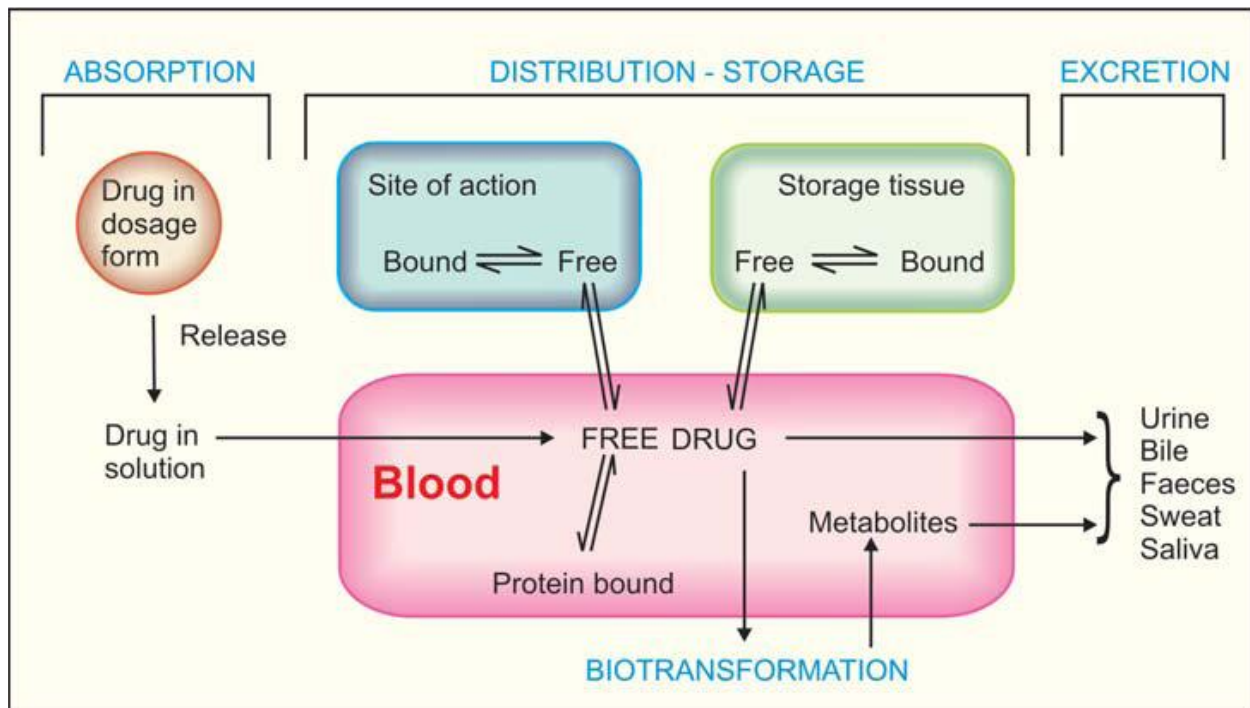 ABSORPTION
DISTRIBUTION - STORAGE
EXCRETION
Drug in
dosage
form
Release
Drug in
solution
Site of action
Bound Free
Storage tissue
Free Bound
FREE DRUG
Blood
Protein bound
Metabolites
BIOTRANSFORMATION
Urine
Bile
Faeces
Sweat
Saliva